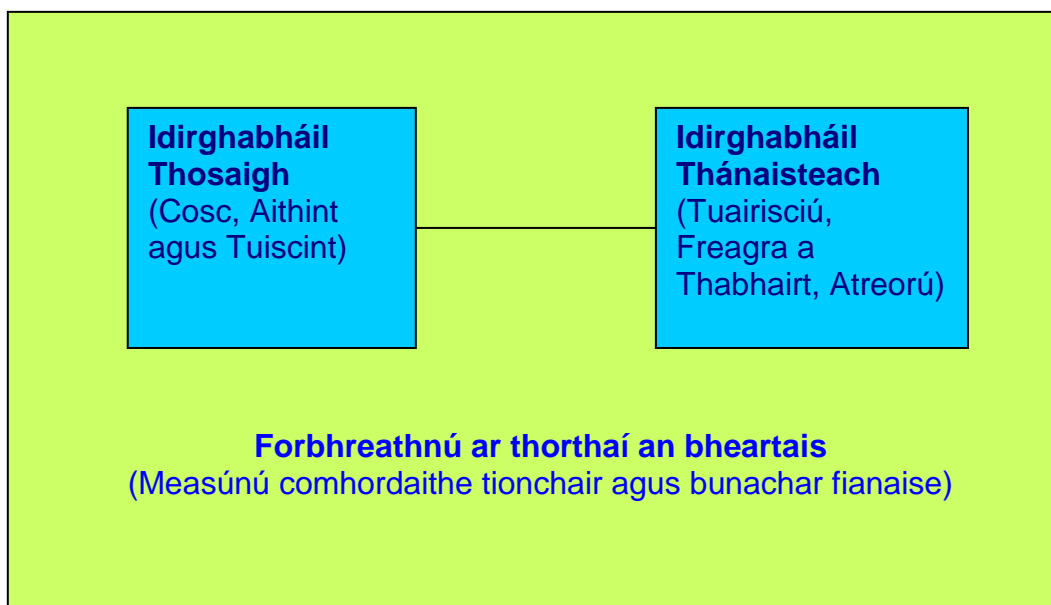 Idirghabháil
Thosaigh
(Cosc, Aithint
agus Tuiscint)
Idirghabháil
Thánaisteach
(Tuairisciú,
Freagra a
Thabhairt, Atreorú)
Forbhreathnú ar thorthaí an bheartais
(Measúnú comhordaithe tionchair agus bunachar fianaise)